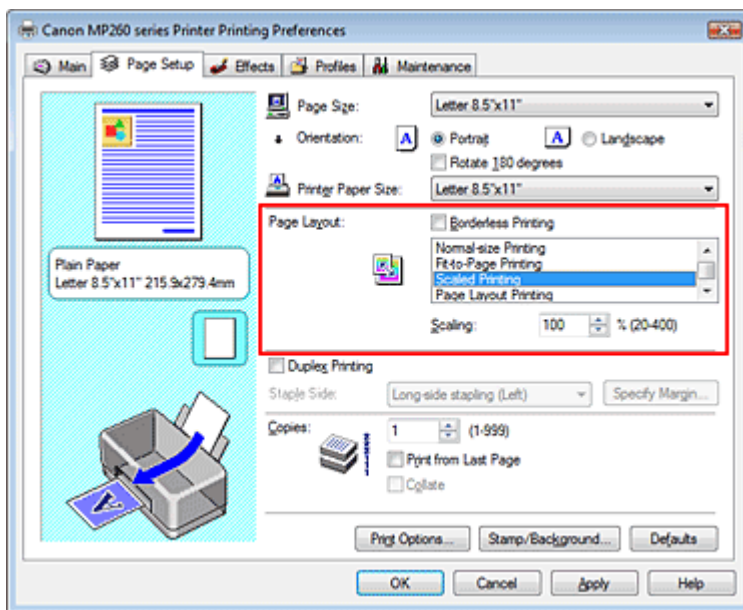 Canon MP260 series Printer Printing Preferences
Main Page Setup Effects Profiles Maintenance
Page Size: Letter 8.5"x11"
Orientation: A Portrait A Landscape
Rotate 180 degrees
Printer Paper Size: Letter 8.5"x11"
Page Layout: Borderless Printing
Normal-size Printing
Fit-to-Page Printing
Scaled Printing
Page Layout Printing
Scaling: 100 % (20-400)
Plain Paper
Letter 8.5"x11" 215.9x279.4mm
Duplex Printing
Staple Side: Long-side stapling (Left) Specify Margin...
Copies: 1 (1-999)
Print from Last Page
Collate
Print Options... Stamp/Background... Defaults
OK Cancel Apply Help